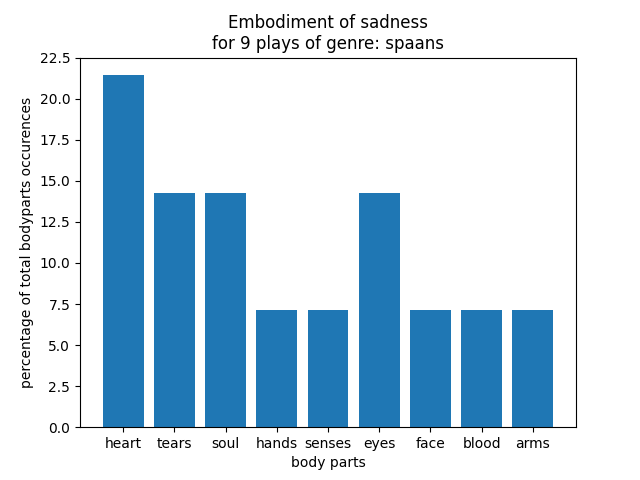 Embodiment of sadness
for 9 plays of genre: spaans
percentage of total bodyparts occurences
22.5
20.0
17.5
15.0
12.5
10.0
7.5
5.0
2.5
0.0
heart tears soul hands senses eyes face blood arms
body parts